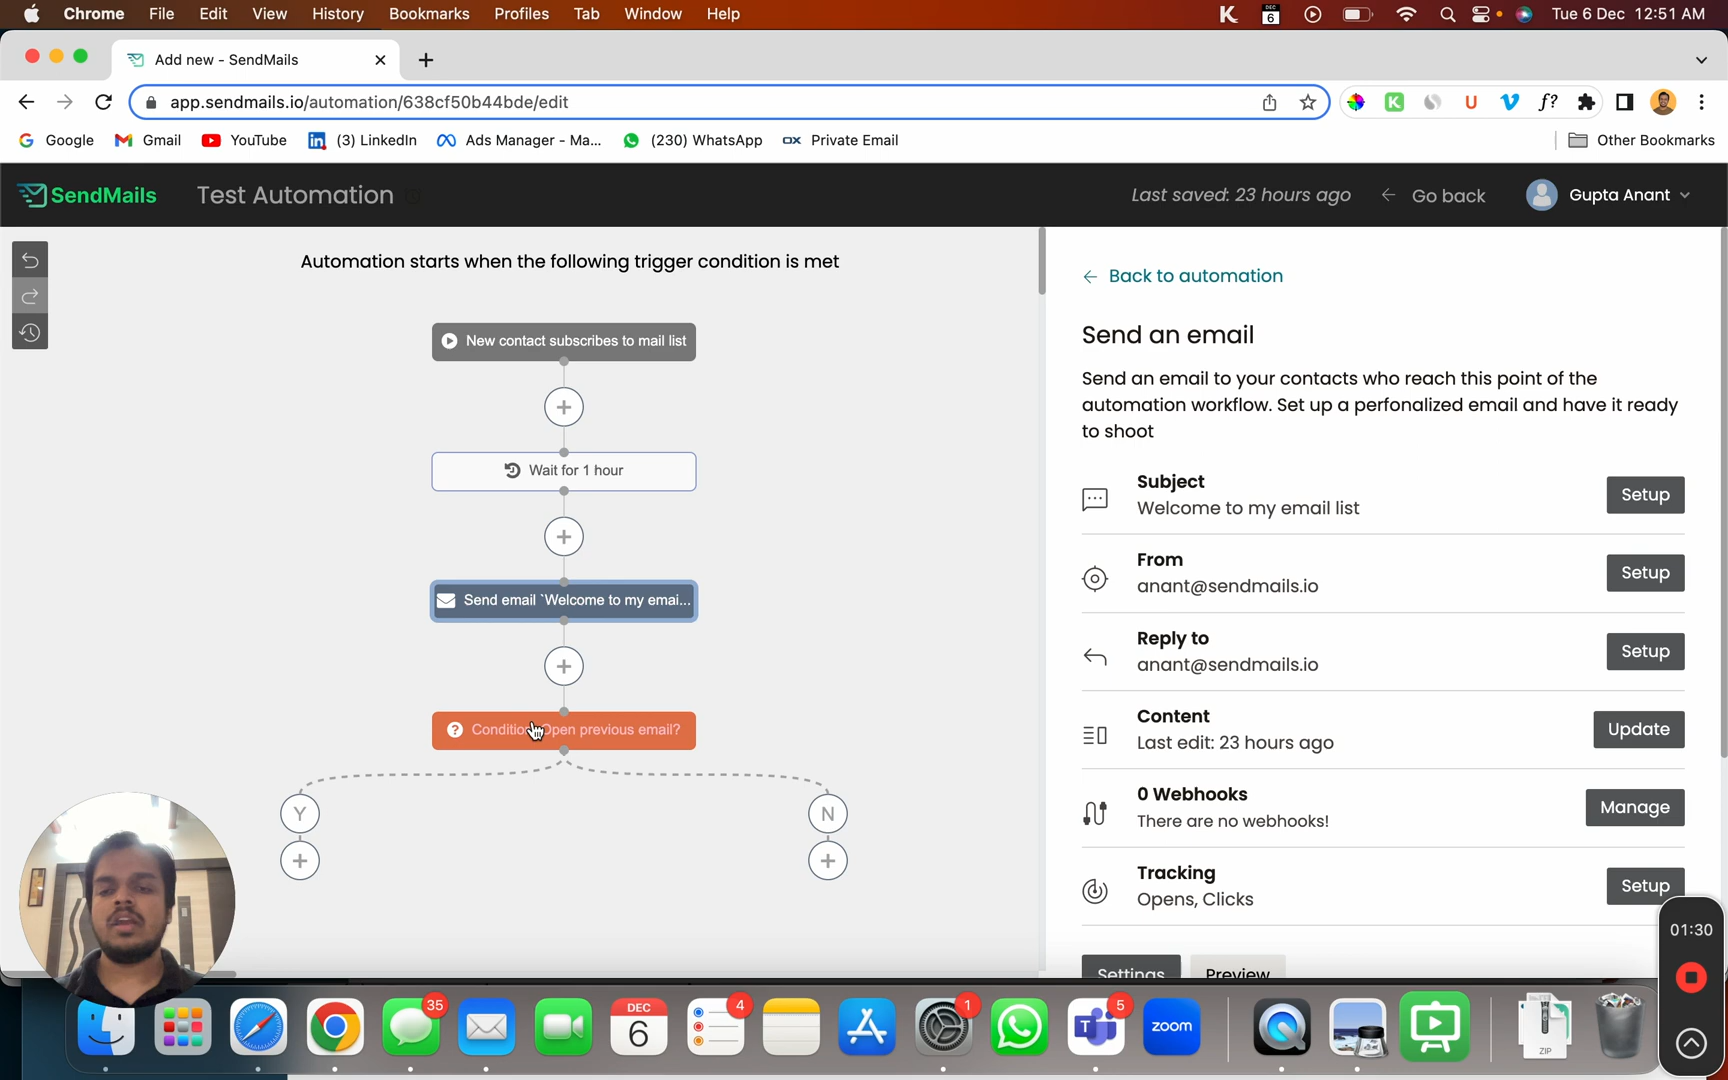 Chrome File Edit View History Bookmarks Profiles Tab Window Help
DEC 6 Tue 6 Dec 12:51 AM
Add new - SendMails
app.sendmails.io/automation/638cf50b44bde/edit
Google Gmail YouTube (3) LinkedIn Ads Manager - Ma... (230) WhatsApp Private Email Other Bookmarks
SendMails Test Automation Last saved: 23 hours ago Go back Gupta Anant
Automation starts when the following trigger condition is met
New contact subscribes to mail list
Wait for 1 hour
Send email `Welcome to my emai...
Open previous email?
Y N
Back to automation
Send an email
Send an email to your contacts who reach this point of the
automation workflow. Set up a perfonalized email and have it ready
to shoot
Subject
Welcome to my email list
Setup
From
anant@sendmails.io
Setup
Reply to
anant@sendmails.io
Setup
Content
Last edit: 23 hours ago
Update
0 Webhooks
There are no webhooks!
Manage
Tracking
Opens, Clicks
Setup
Settings Preview
01:30
35 DEC 6 4 1 5 zoom ZIP